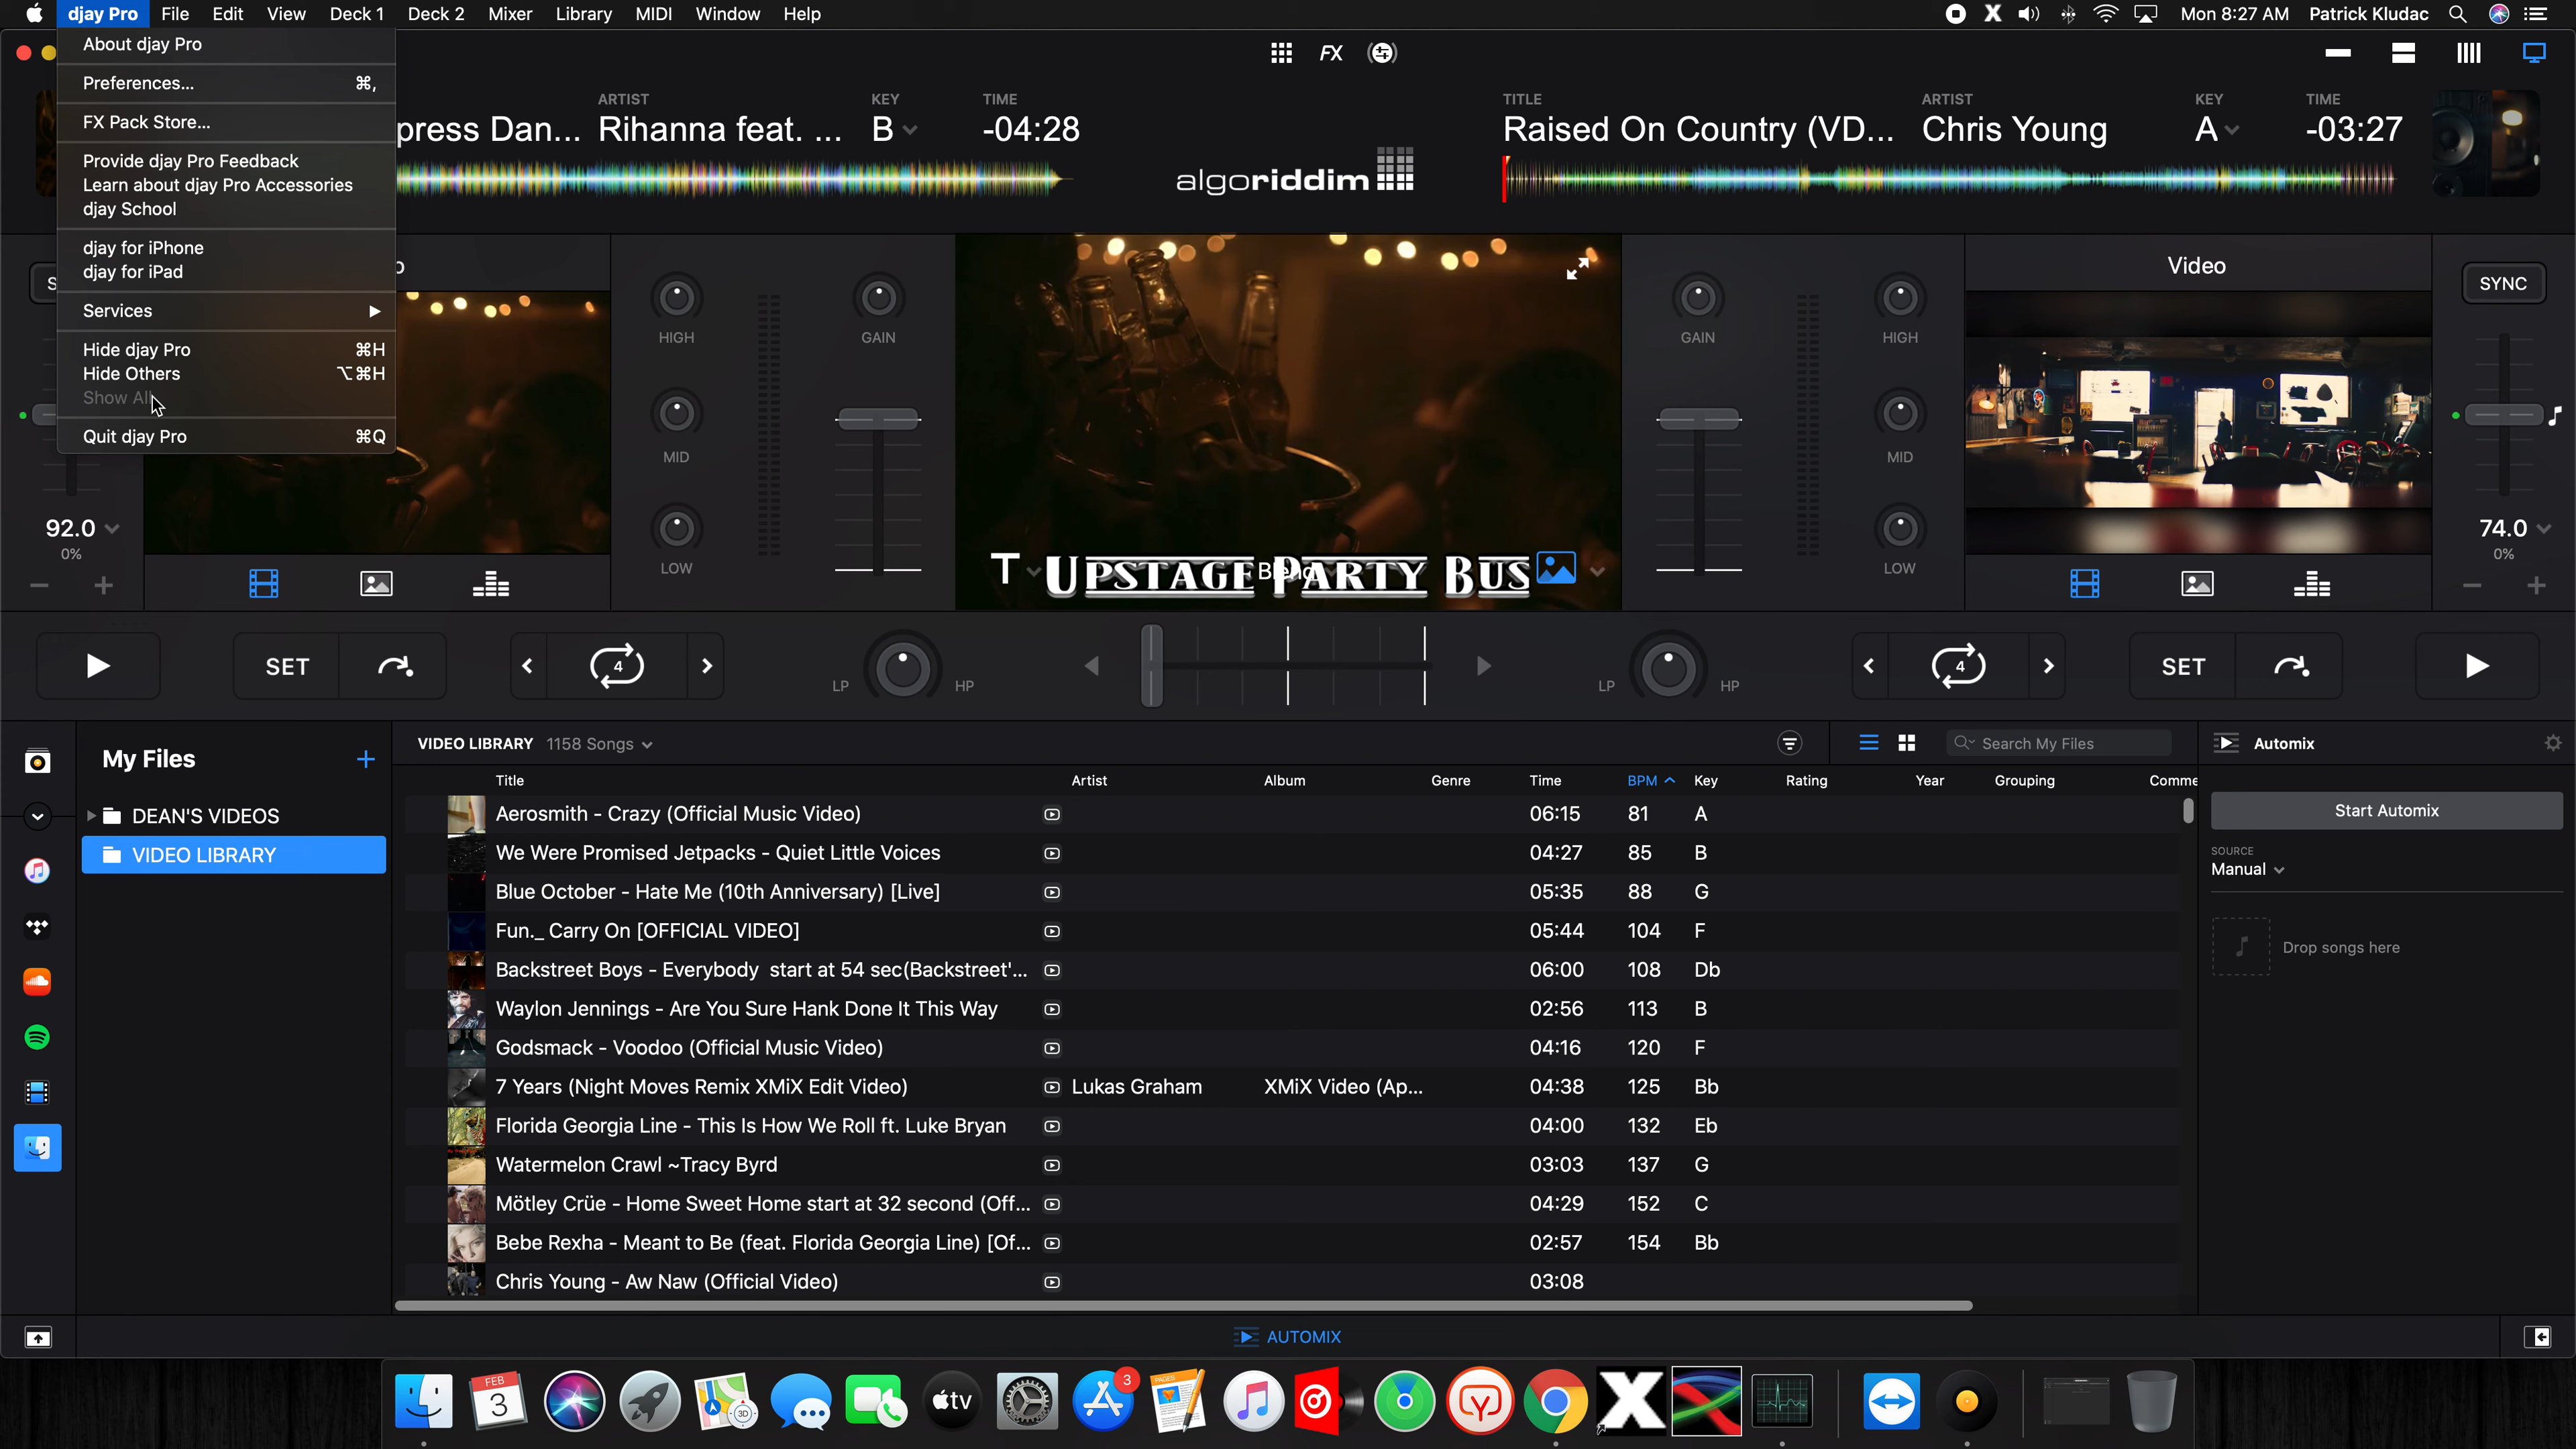 djay Pro File Edit View Deck 1 Deck 2 Mixer Library MIDI Window Help Mon 8:27 AM Patrick Kludac
About djay Pro
Preferences... ⌘,
FX Pack Store...
Provide djay Pro Feedback
Learn about djay Pro Accessories
djay School
djay for iPhone
djay for iPad
Services
Hide djay Pro ⌘H
Hide Others ⌥⌘H
Show All
Quit djay Pro ⌘Q
FX
ARTIST KEY TIME
press Dan... Rihanna feat. ... B -04:28
algoriddim
TITLE ARTIST KEY TIME
Raised On Country (VD... Chris Young A -03:27
HIGH GAIN
MID
LOW
92.0
0%
T UPSTAGE PARTY BUS
Blend
GAIN HIGH
MID
LOW
Video
SYNC
74.0
0%
SET 4 LP HP LP HP 4 SET
My Files
DEAN'S VIDEOS
VIDEO LIBRARY
VIDEO LIBRARY 1158 Songs Search My Files
Title Artist Album Genre Time BPM Key Rating Year Grouping Comme
Aerosmith - Crazy (Official Music Video) 06:15 81 A
We Were Promised Jetpacks - Quiet Little Voices 04:27 85 B
Blue October - Hate Me (10th Anniversary) [Live] 05:35 88 G
Fun._ Carry On [OFFICIAL VIDEO] 05:44 104 F
Backstreet Boys - Everybody start at 54 sec(Backstreet'... 06:00 108 Db
Waylon Jennings - Are You Sure Hank Done It This Way 02:56 113 B
Godsmack - Voodoo (Official Music Video) 04:16 120 F
7 Years (Night Moves Remix XMiX Edit Video) Lukas Graham XMiX Video (Ap... 04:38 125 Bb
Florida Georgia Line - This Is How We Roll ft. Luke Bryan 04:00 132 Eb
Watermelon Crawl ~Tracy Byrd 03:03 137 G
Mötley Crüe - Home Sweet Home start at 32 second (Off... 04:29 152 C
Bebe Rexha - Meant to Be (feat. Florida Georgia Line) [Of... 02:57 154 Bb
Chris Young - Aw Naw (Official Video) 03:08
Automix
Start Automix
SOURCE
Manual
Drop songs here
AUTOMIX
FEB
3
3D
tv
3
PAGES
X